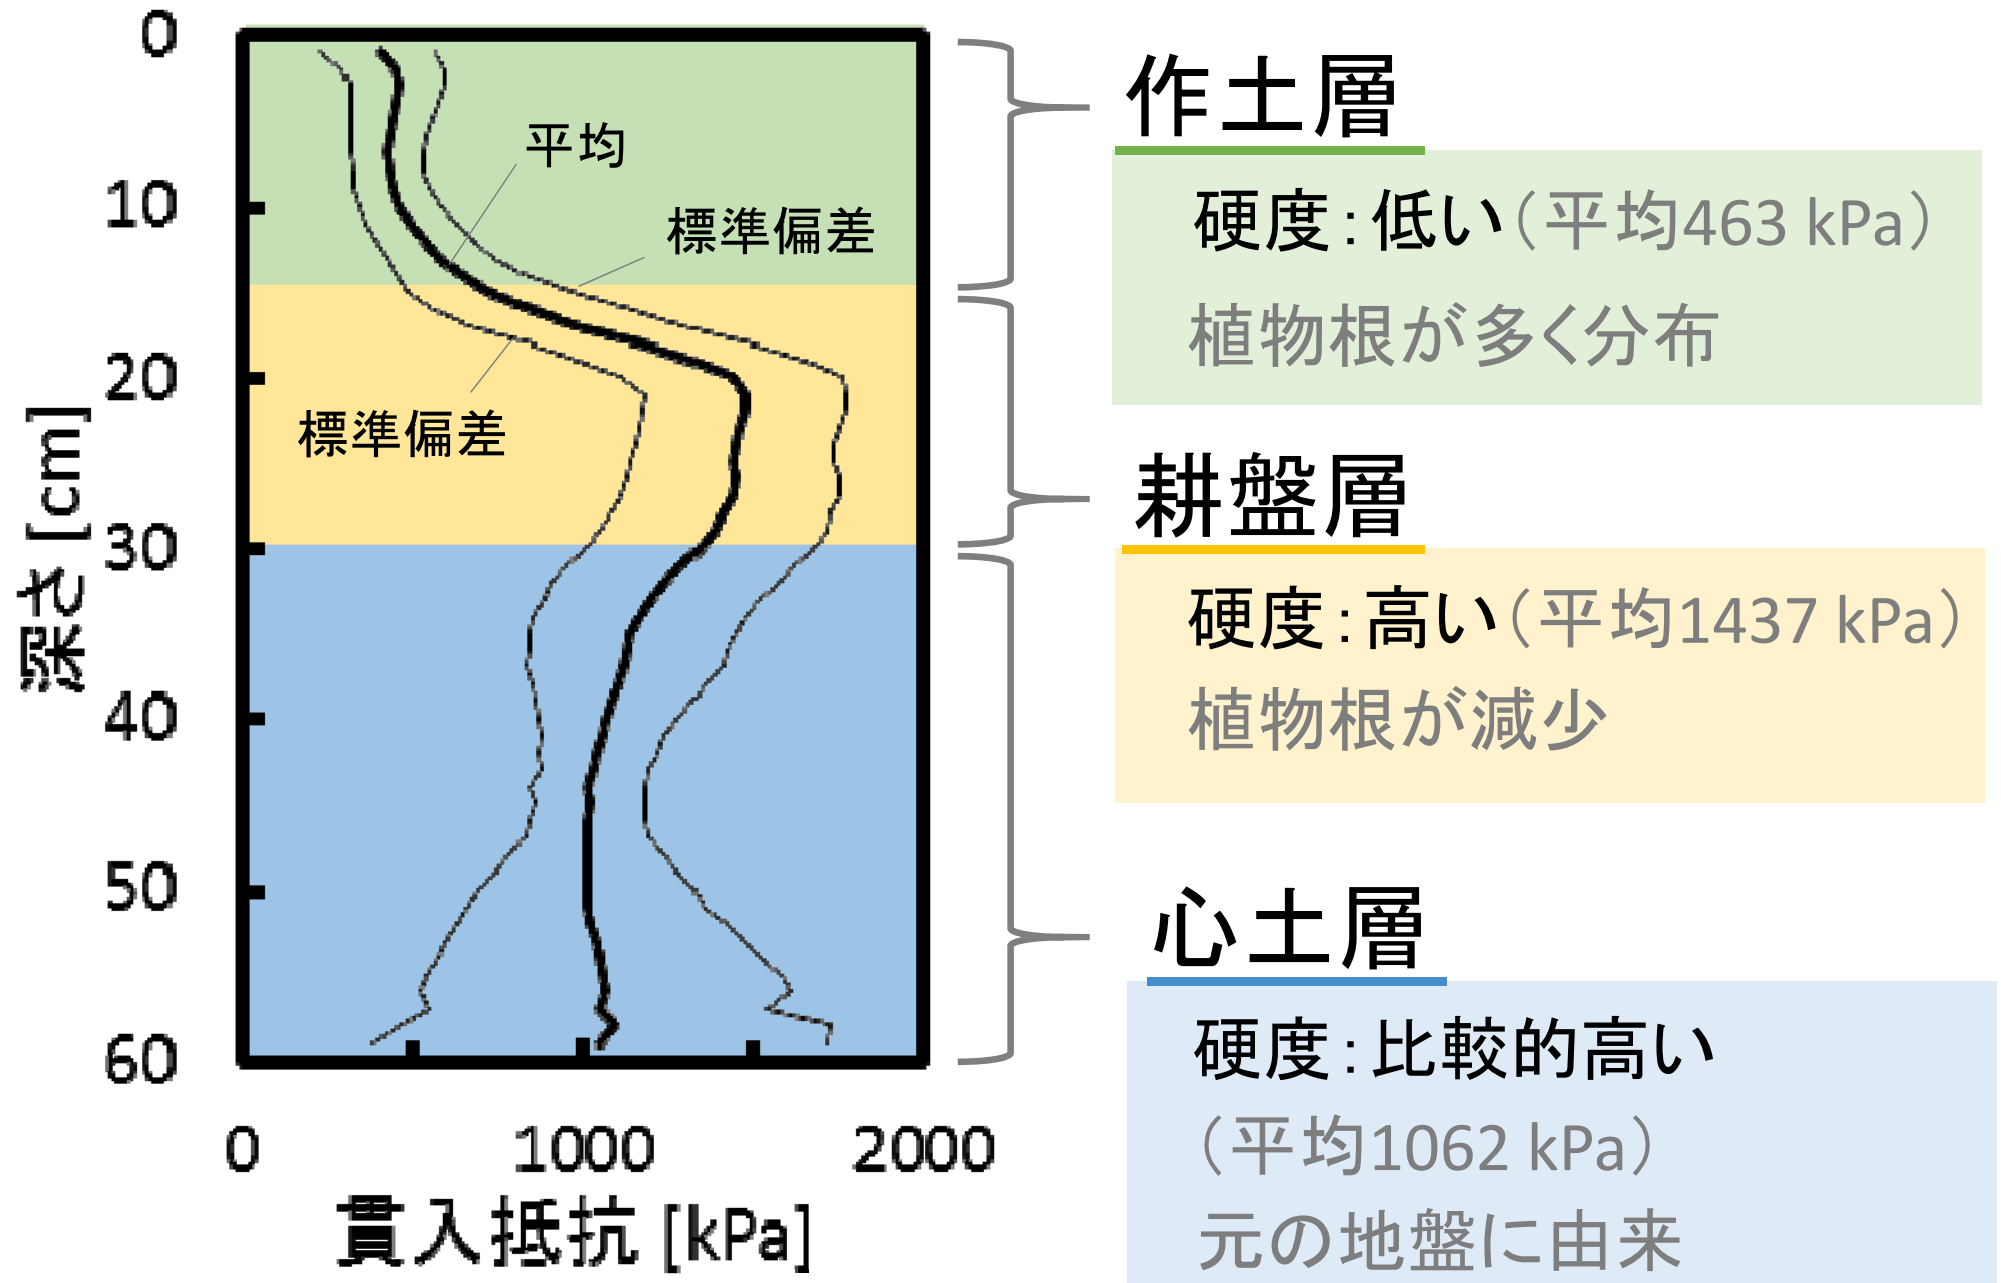 0
10
20
30
40
50
60
深さ [cm]
平均
標準偏差
標準偏差
0 1000 2000
貫入抵抗 [kPa]
作土層
硬度：低い（平均463 kPa）
植物根が多く分布
耕盤層
硬度：高い（平均1437 kPa）
植物根が減少
心土層
硬度：比較的高い
（平均1062 kPa）
元の地盤に由来